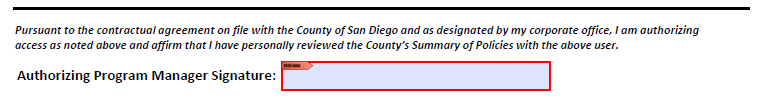 Pursuant to the contractual agreement on file with the County of San Diego and as designated by my corporate office, I am authorizing
access as noted above and affirm that I have personally reviewed the County's Summary of Policies with the above user.
Authorizing Program Manager Signature: